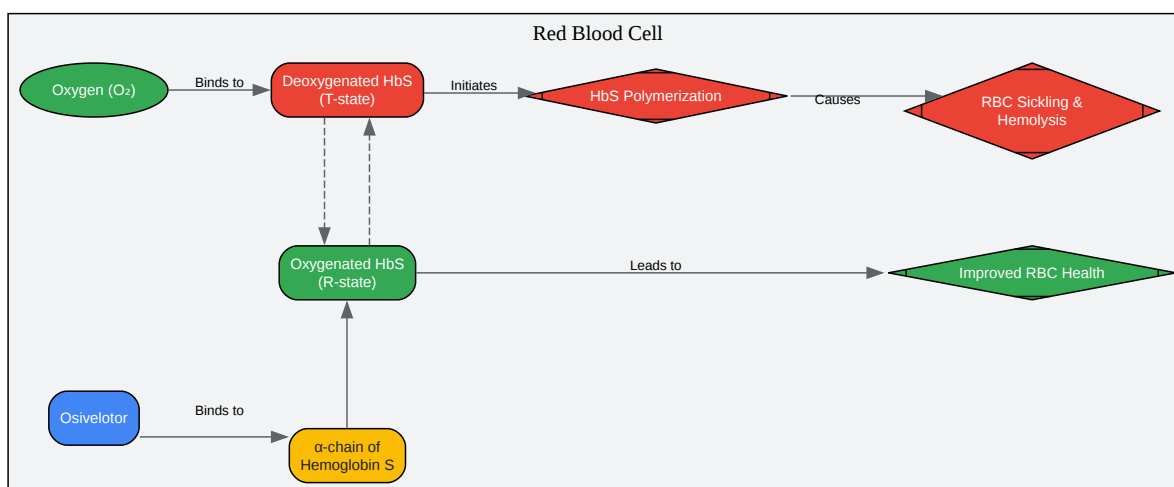 Red Blood Cell
Oxygen (O₂)
Binds to
Deoxygenated HbS
(T-state)
Initiates
HbS Polymerization
Causes
RBC Sickling &
Hemolysis
Oxygenated HbS
(R-state)
Leads to
Improved RBC Health
Osivelotor
Binds to
α-chain of
Hemoglobin S